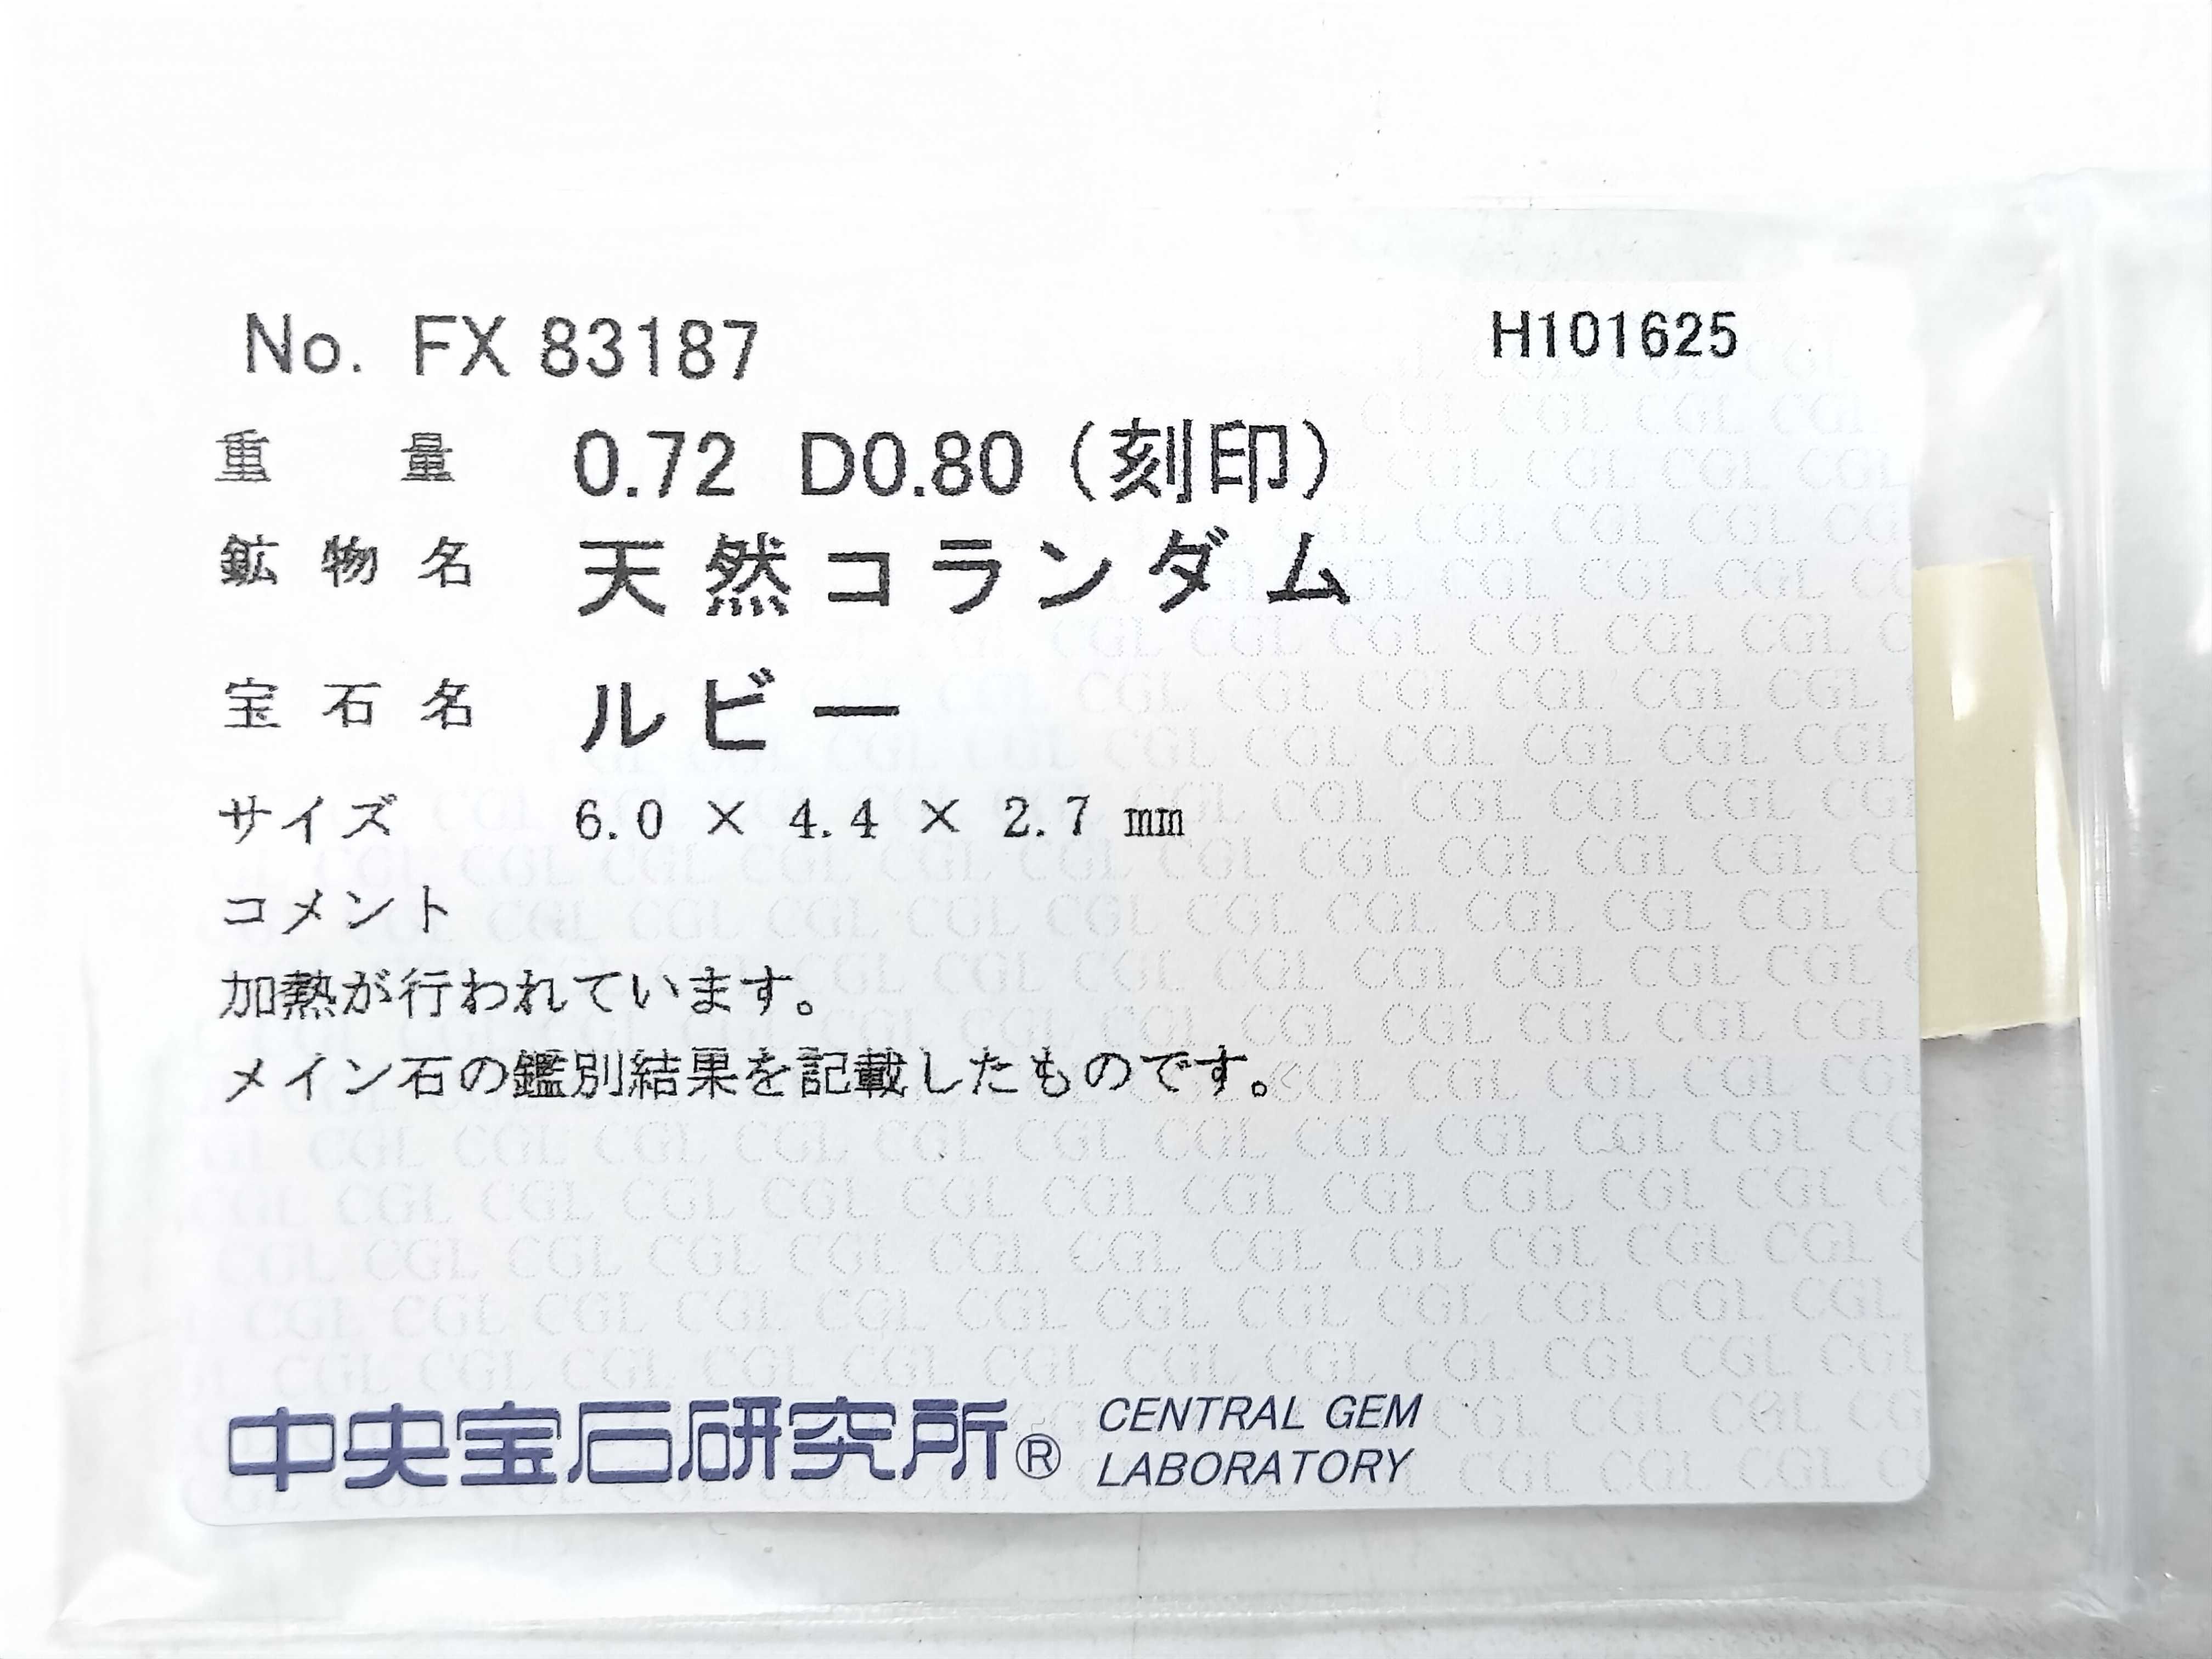 No. FX 83187 H101625
重量 0.72 D0.80（刻印）
鉱物名 天然コランダム
宝石名 ルビー
サイズ 6.0 × 4.4 × 2.7 mm
コメント
加熱が行われています。
メイン石の鑑別結果を記載したものです。
中央宝石研究所® CENTRAL GEM
LABORATORY